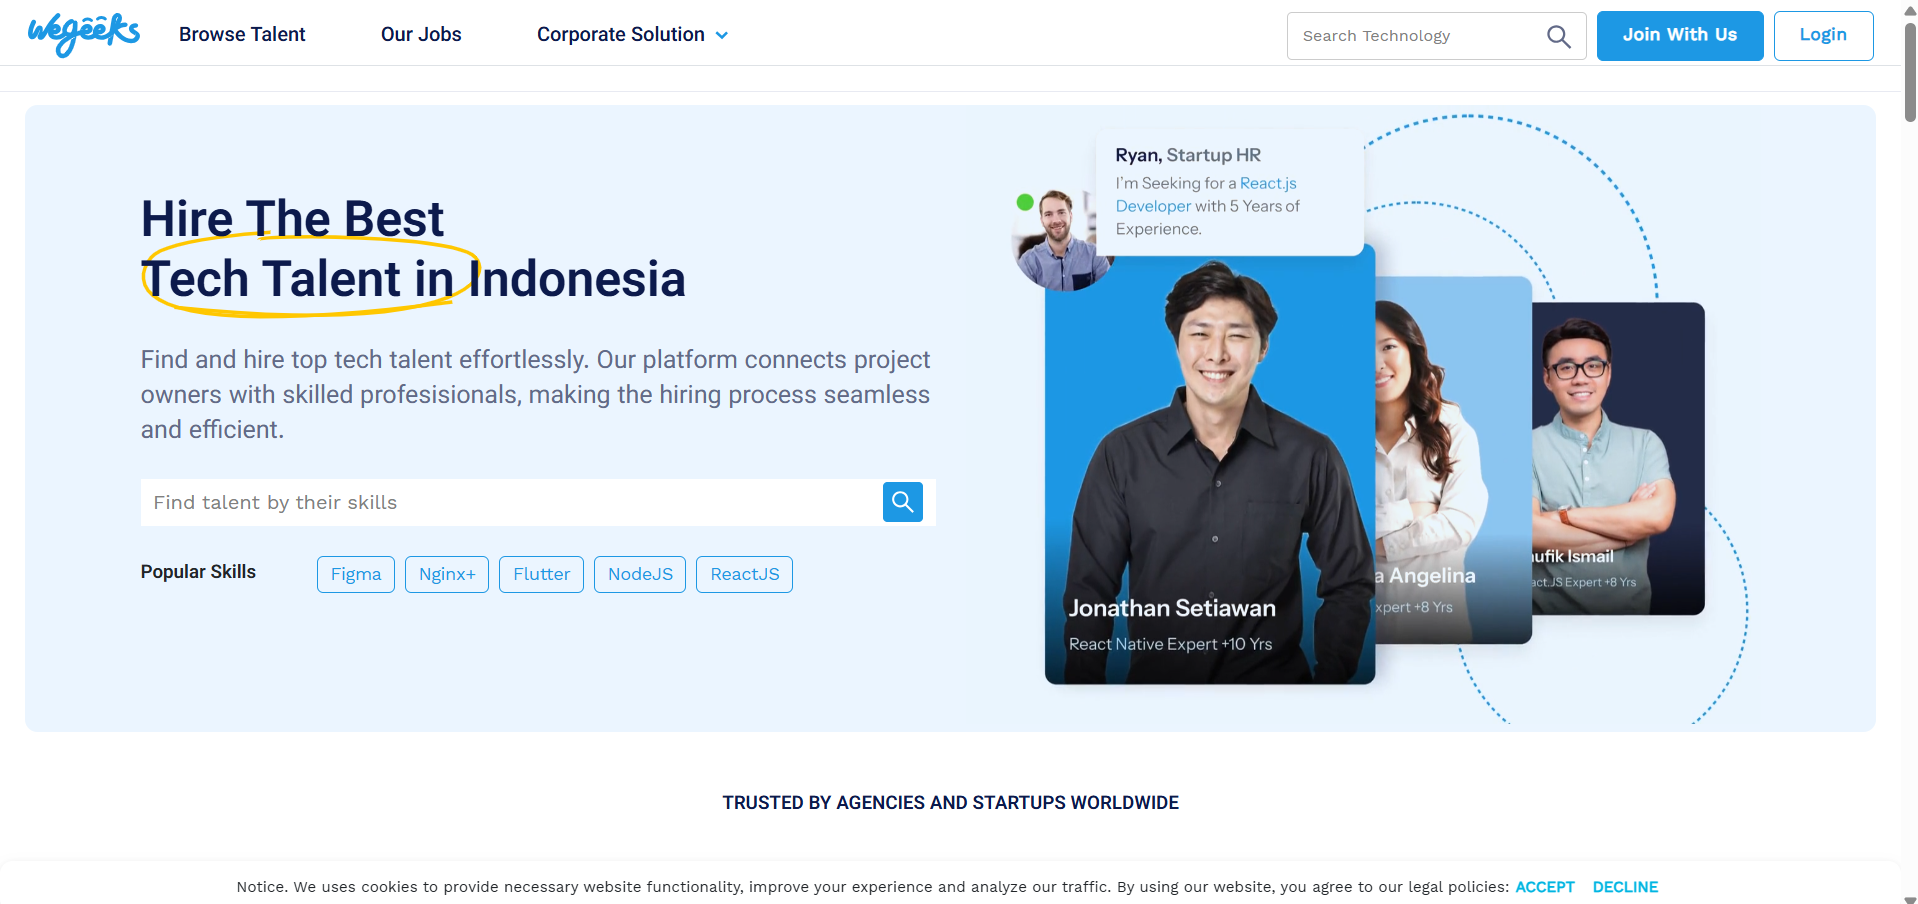 wegeeks
Browse Talent
Our Jobs
Corporate Solution
Search Technology
Join With Us
Login
Hire The Best
Tech Talent in Indonesia
Find and hire top tech talent effortlessly. Our platform connects project
owners with skilled profesisionals, making the hiring process seamless
and efficient.
Find talent by their skills
Popular Skills
Figma
Nginx+
Flutter
NodeJS
ReactJS
Ryan, Startup HR
I'm Seeking for a React.js
Developer with 5 Years of
Experience.
Jonathan Setiawan
React Native Expert +10 Yrs
a Angelina
xpert +8 Yrs
ufik Ismail
act.JS Expert +8 Yrs
TRUSTED BY AGENCIES AND STARTUPS WORLDWIDE
Notice. We uses cookies to provide necessary website functionality, improve your experience and analyze our traffic. By using our website, you agree to our legal policies: ACCEPT DECLINE